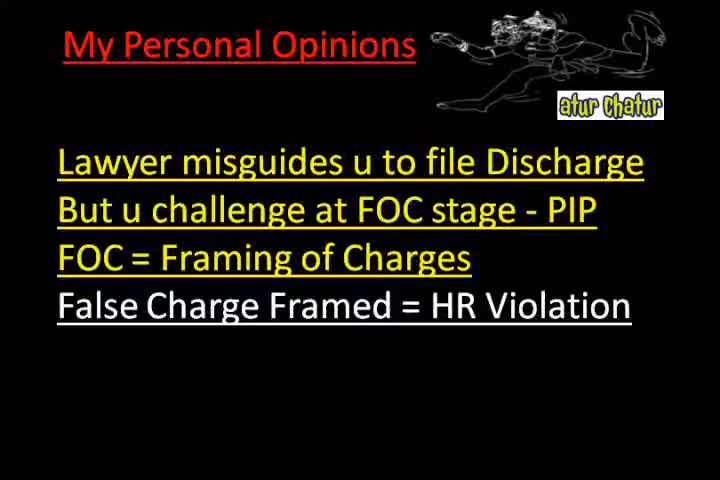 My Personal Opinions
atur chatur
Lawyer misguides u to file Discharge
But u challenge at FOC stage - PIP
FOC = Framing of Charges
False Charge Framed = HR Violation